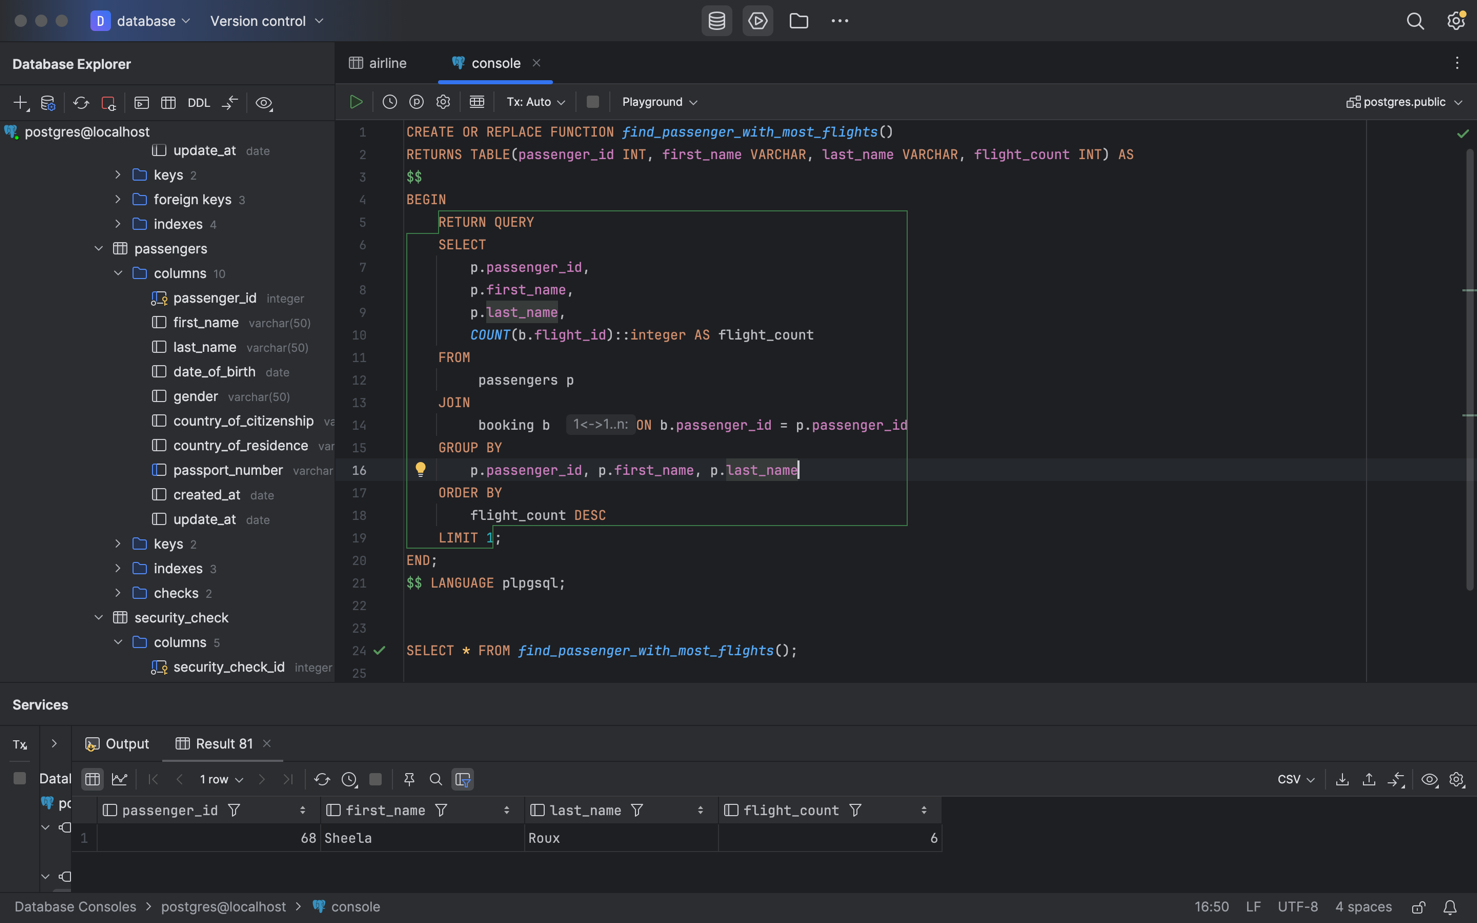 D database Version control
Database Explorer
DDL
postgres@localhost
update_at date
keys 2
foreign keys 3
indexes 4
passengers
columns 10
passenger_id integer
first_name varchar(50)
last_name varchar(50)
date_of_birth date
gender varchar(50)
country_of_citizenship va
country_of_residence var
passport_number varchar
created_at date
update_at date
keys 2
indexes 3
checks 2
security_check
columns 5
security_check_id integer
airline
console
Tx: Auto
Playground
postgres.public
1 CREATE OR REPLACE FUNCTION find_passenger_with_most_flights()
2 RETURNS TABLE(passenger_id INT, first_name VARCHAR, last_name VARCHAR, flight_count INT) AS
3 $$
4 BEGIN
5 RETURN QUERY
6 SELECT
7 p.passenger_id,
8 p.first_name,
9 p.last_name,
10 COUNT(b.flight_id)::integer AS flight_count
11 FROM
12 passengers p
13 JOIN
14 booking b 1<->1..n: ON b.passenger_id = p.passenger_id
15 GROUP BY
16 p.passenger_id, p.first_name, p.last_name
17 ORDER BY
18 flight_count DESC
19 LIMIT 1;
20 END;
21 $$ LANGUAGE plpgsql;
22
23
24 SELECT * FROM find_passenger_with_most_flights();
25
Services
Tx
Output
Result 81
Datal
1 row
CSV
po
passenger_id first_name last_name flight_count
1 68 Sheela Roux 6
Database Consoles > postgres@localhost > console
16:50 LF UTF-8 4 spaces